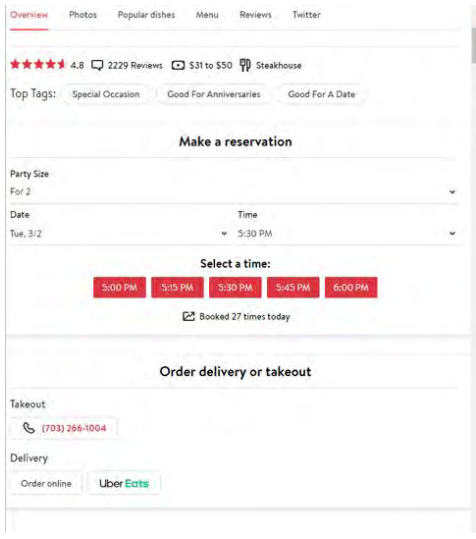 Overview Photos Popular dishes Menu Reviews Twitter
4.8 2229 Reviews $31 to $50 Steakhouse
Top Tags: Special Occasion Good For Anniversaries Good For A Date
Make a reservation
Party Size
For 2
Date Time
Tue, 3/2 5:30 PM
Select a time:
5:00 PM 5:15 PM 5:30 PM 5:45 PM 6:00 PM
Booked 27 times today
Order delivery or takeout
Takeout
(703) 266-1004
Delivery
Order online Uber Eats